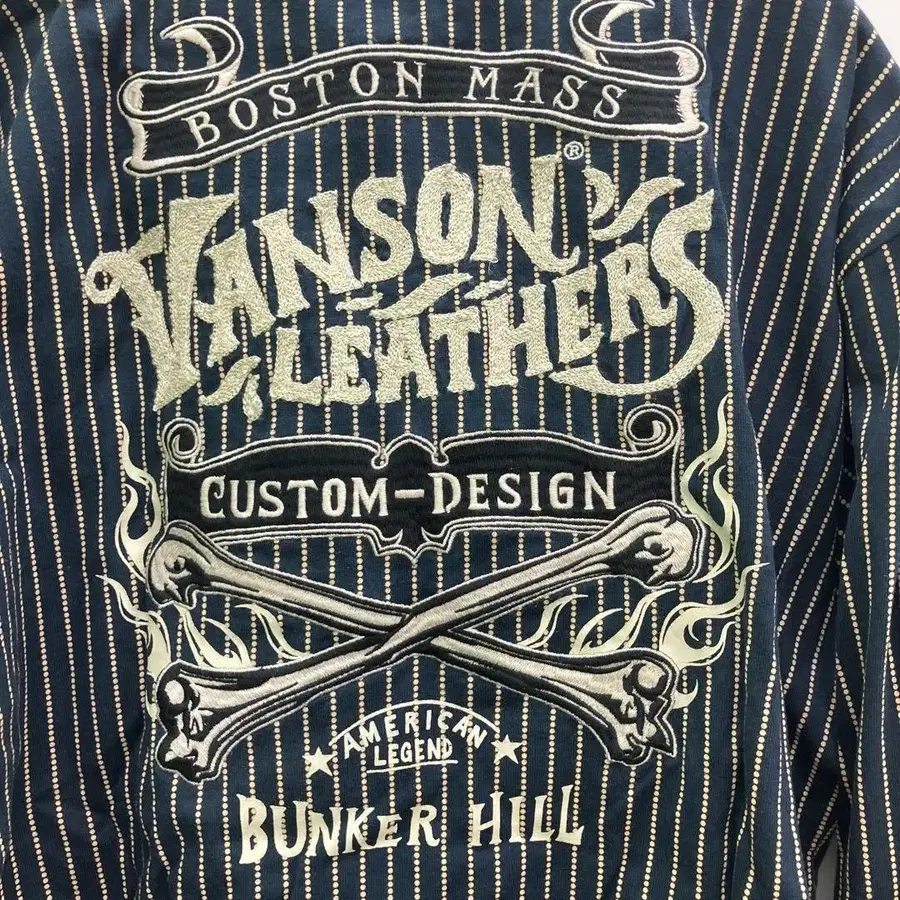 BOSTON MASS
VANSON'S®
LEATHERS
CUSTOM-DESIGN
AMERICAN
LEGEND
BUNKER HILL